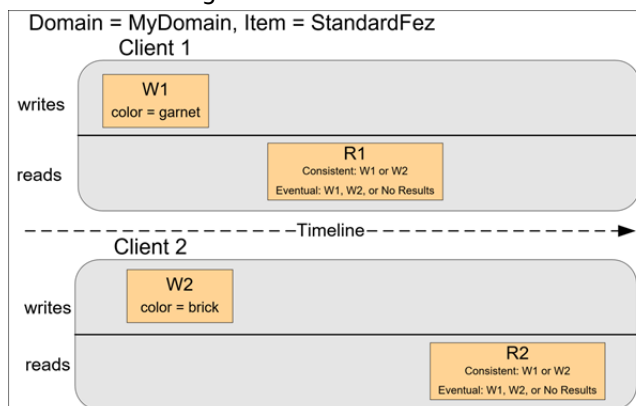 Domain = MyDomain, Item = StandardFez
Client 1
W1
color = garnet
writes
R1
Consistent: W1 or W2
Eventual: W1, W2, or No Results
reads
Timeline
Client 2
W2
color = brick
writes
R2
Consistent: W1 or W2
Eventual: W1, W2, or No Results
reads